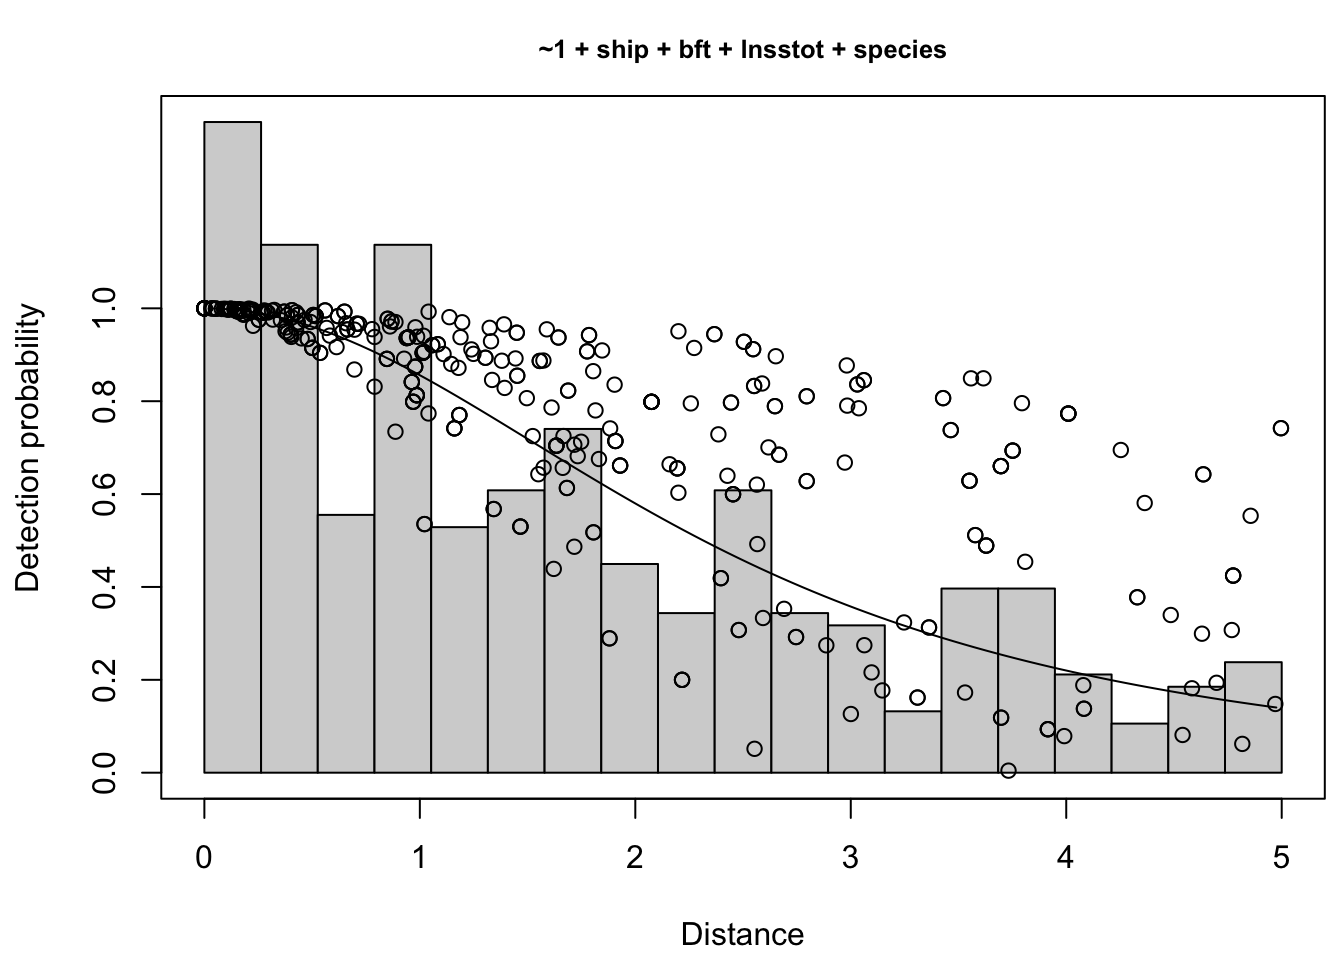 ~1 + ship + bft + lnsstot + species
Detection probability
1.0
0.8
0.6
0.4
0.2
0.0
0 1 2 3 4 5
Distance